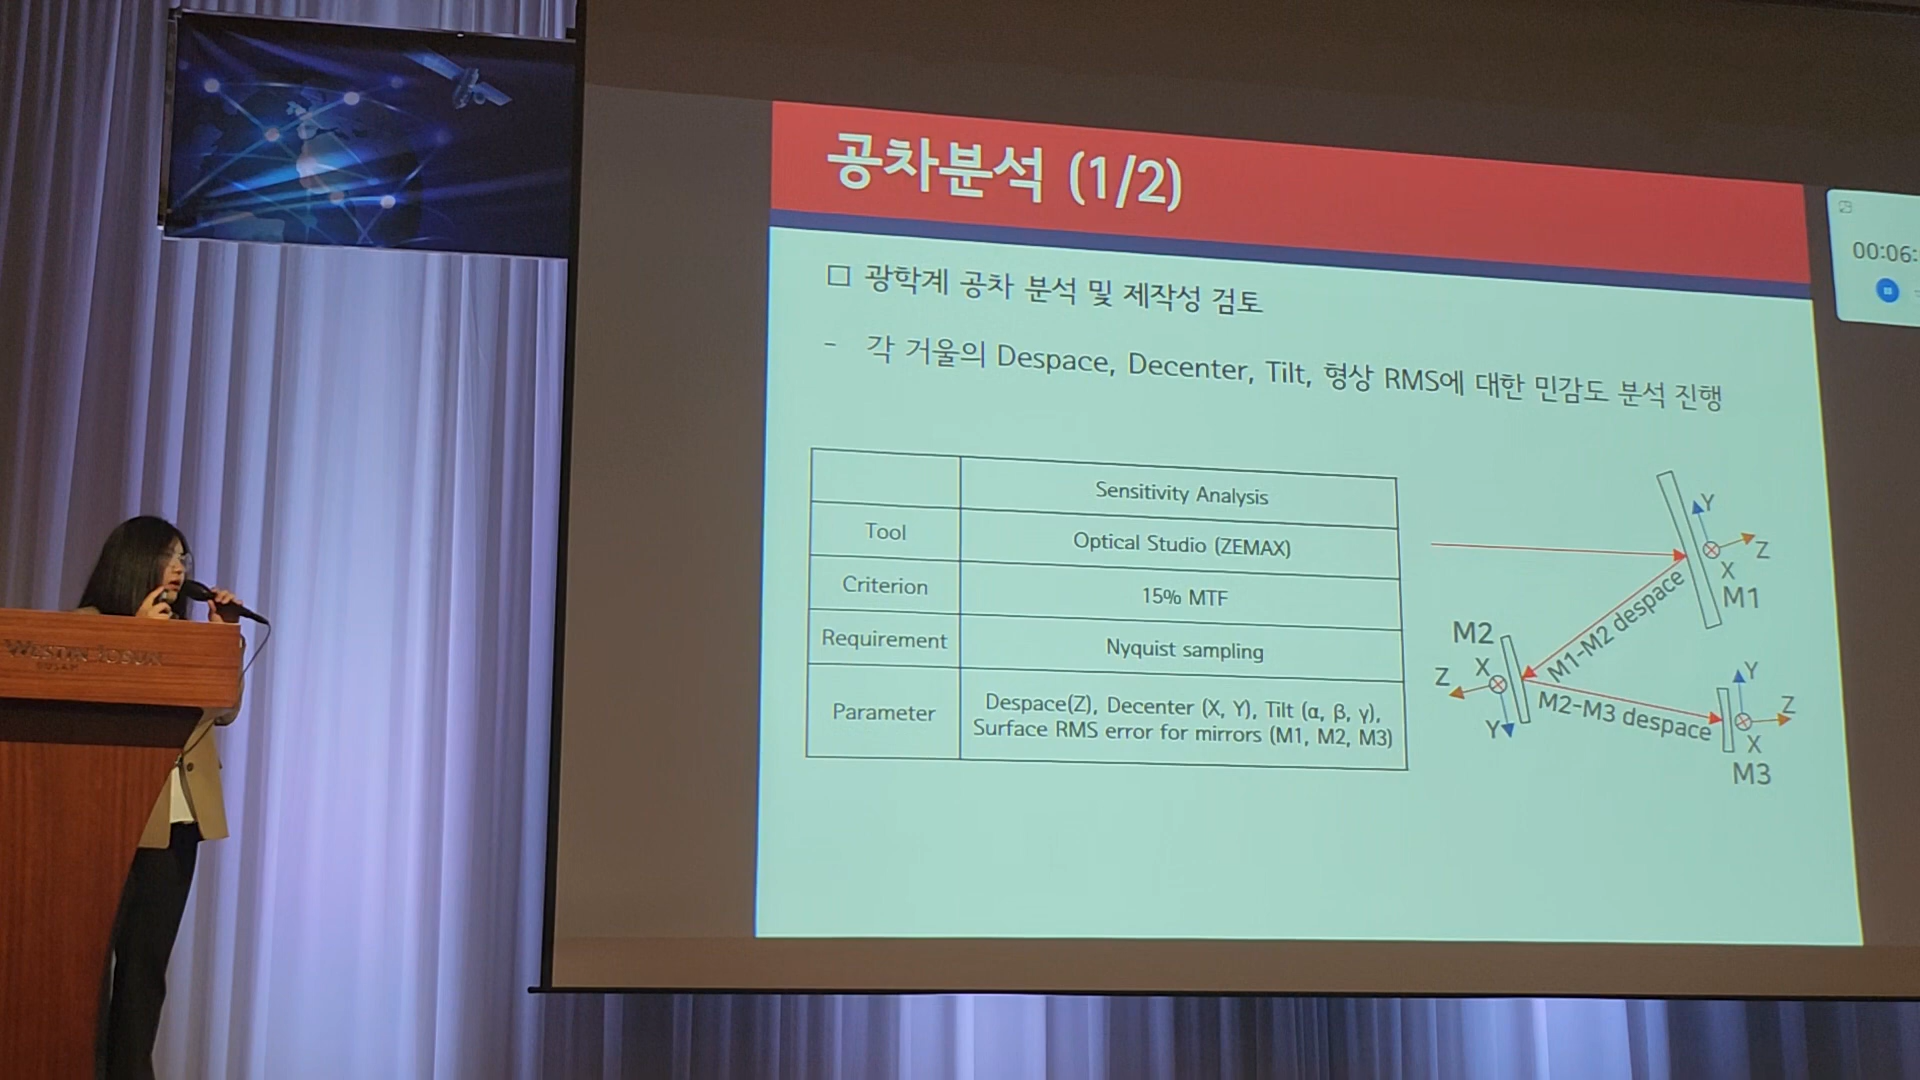 공차분석 (1/2)
00:06:
□ 광학계 공차 분석 및 제작성 검토
- 각 거울의 Despace, Decenter, Tilt, 형상 RMS에 대한 민감도 분석 진행
Sensitivity Analysis
Tool
Optical Studio (ZEMAX)
Criterion
15% MTF
Requirement
Nyquist sampling
Parameter
Despace(Z), Decenter (X, Y), Tilt (α, β, γ),
Surface RMS error for mirrors (M1, M2, M3)
Y
Z
X
M1
M1-M2 despace
M2
X
Z
Y
M2-M3 despace
Y
Z
X
M3
WESTIN JOSUN